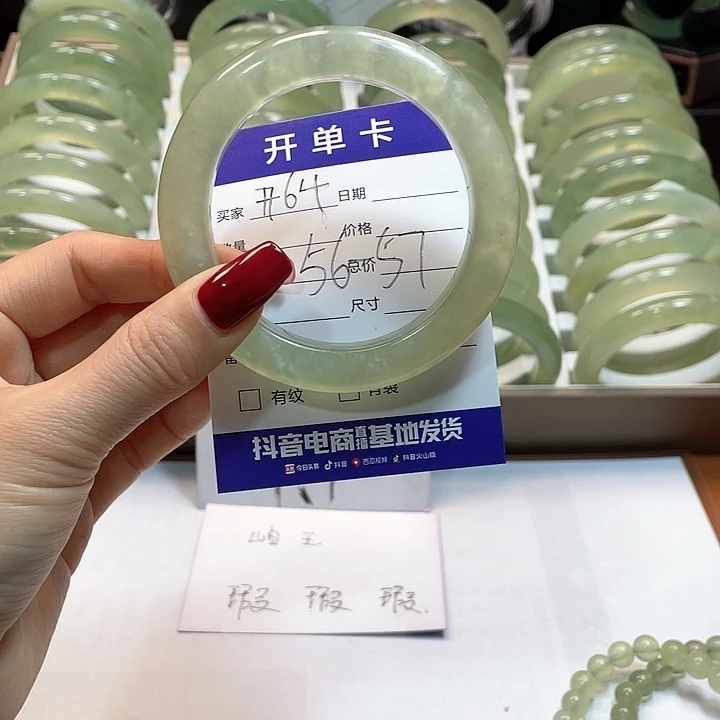 开单卡
买家 #64 日期
价格
56 总价 57
尺寸
有纹
抖音电商直播基地发货
今日头条 抖音 西瓜视频 抖音火山版
岫 玉
瑕 瑕 瑕.